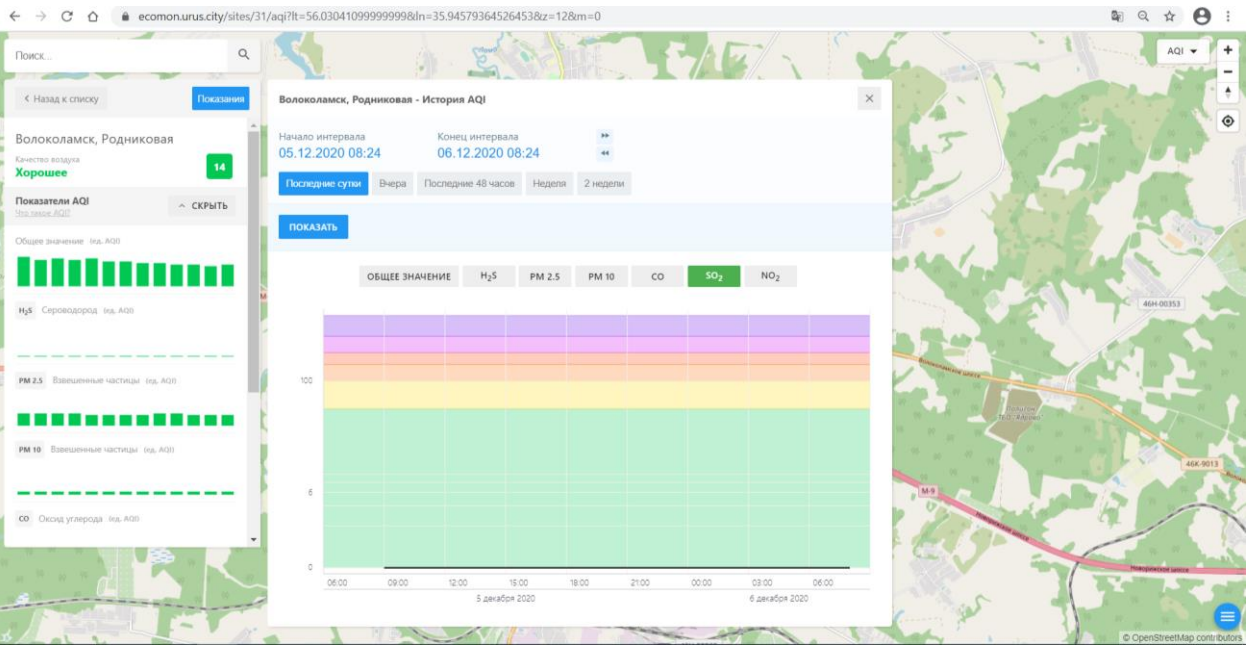 ecomon.urus.city/sites/31/aqi?lt=56.03041099999999&ln=35.94579364526453&z=12&m=0
Поиск...
AQI
Назад к списку
Показания
Волоколамск, Родниковая
Качество воздуха
Хорошее
14
Показатели AQI
Что такое AQI?
СКРЫТЬ
Общее значение (ед. AQI)
H2S Сероводород (ед. AQI)
PM 2.5 Взвешенные частицы (ед. AQI)
PM 10 Взвешенные частицы (ед. AQI)
CO Оксид углерода (ед. AQI)
Волоколамск, Родниковая - История AQI
Начало интервала
Конец интервала
05.12.2020 08:24
06.12.2020 08:24
Последние сутки
Вчера
Последние 48 часов
Неделя
2 недели
ПОКАЗАТЬ
ОБЩЕЕ ЗНАЧЕНИЕ
H2S
PM 2.5
PM 10
CO
SO2
NO2
100
6
0
06:00 09:00 12:00 15:00 18:00 21:00 00:00 03:00 06:00
5 декабря 2020
6 декабря 2020
46Н-00353
Волоколамское шоссе
Полигон
ТБО "Ядрово"
46К-9013
М-9
Новорижское шоссе
Новорижское шоссе
© OpenStreetMap contributors